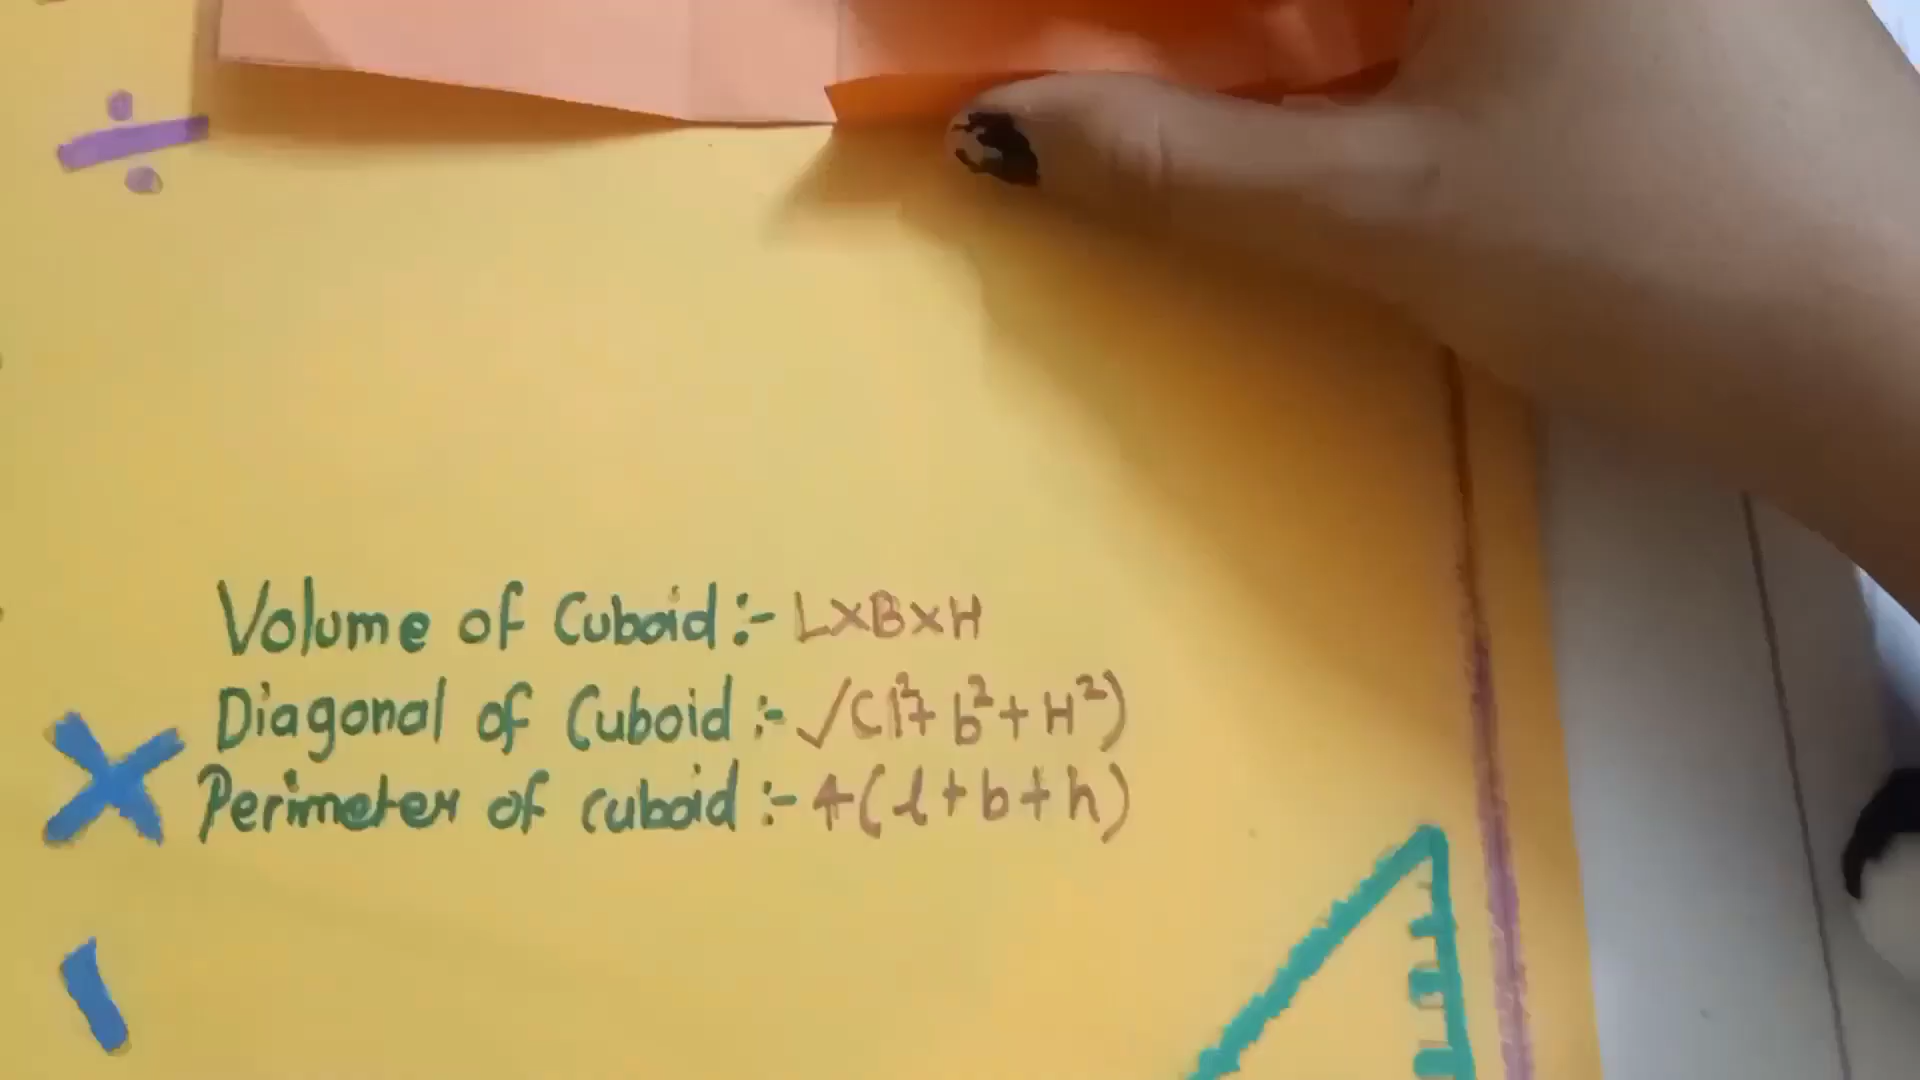 Volume of Cuboid :- L×B×H
Diagonal of Cuboid :- √(l²+ b²+ H²)
Perimeter of cuboid :- 4(l+b+h)